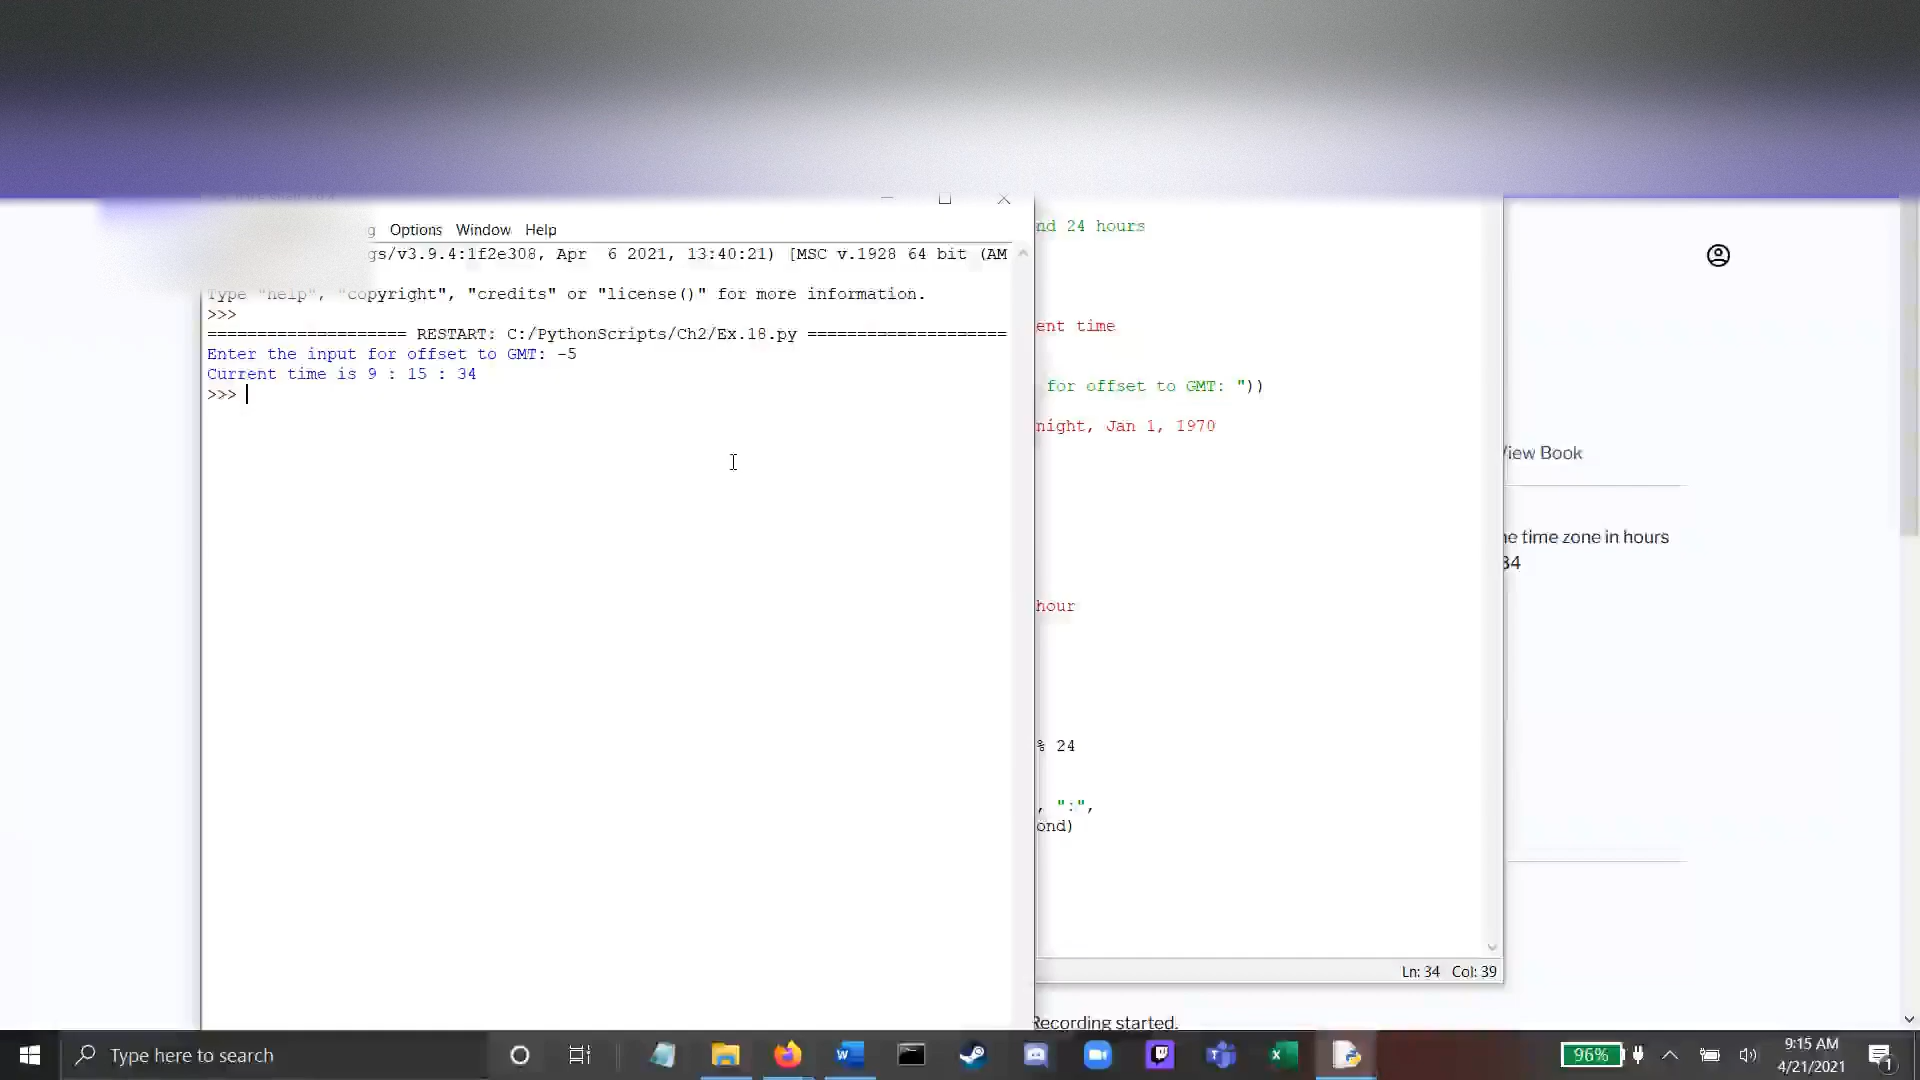 Options Window Help
gs/v3.9.4:1f2e308, Apr  6 2021, 13:40:21) [MSC v.1928 64 bit (AM
Type "help", "copyright", "credits" or "license()" for more information.
>>>
==================== RESTART: C:/PythonScripts/Ch2/Ex.18.py ====================
Enter the input for offset to GMT: -5
Current time is 9 : 15 : 34
>>>
nd 24 hours
ent time
for offset to GMT: "))
night, Jan 1, 1970
hour
% 24
, ":",
ond)
Ln: 34 Col: 39
View Book
he time zone in hours
34
Recording started.
Type here to search
96%
9:15 AM
4/21/2021
1